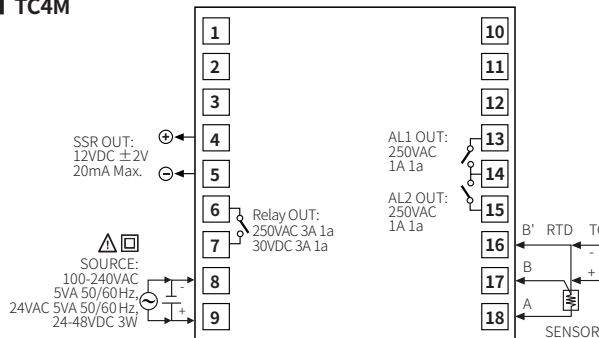 TC4M
1
2
3
4
5
6
7
8
9
10
11
12
13
14
15
16
17
18
SSR OUT:
12VDC ±2V
20mA Max.
Relay OUT:
250VAC 3A 1a
30VDC 3A 1a
SOURCE:
100-240VAC
5VA 50/60Hz,
24VAC 5VA 50/60Hz,
24-48VDC 3W
AL1 OUT:
250VAC
1A 1a
AL2 OUT:
250VAC
1A 1a
B' RTD
B
A
SENSOR